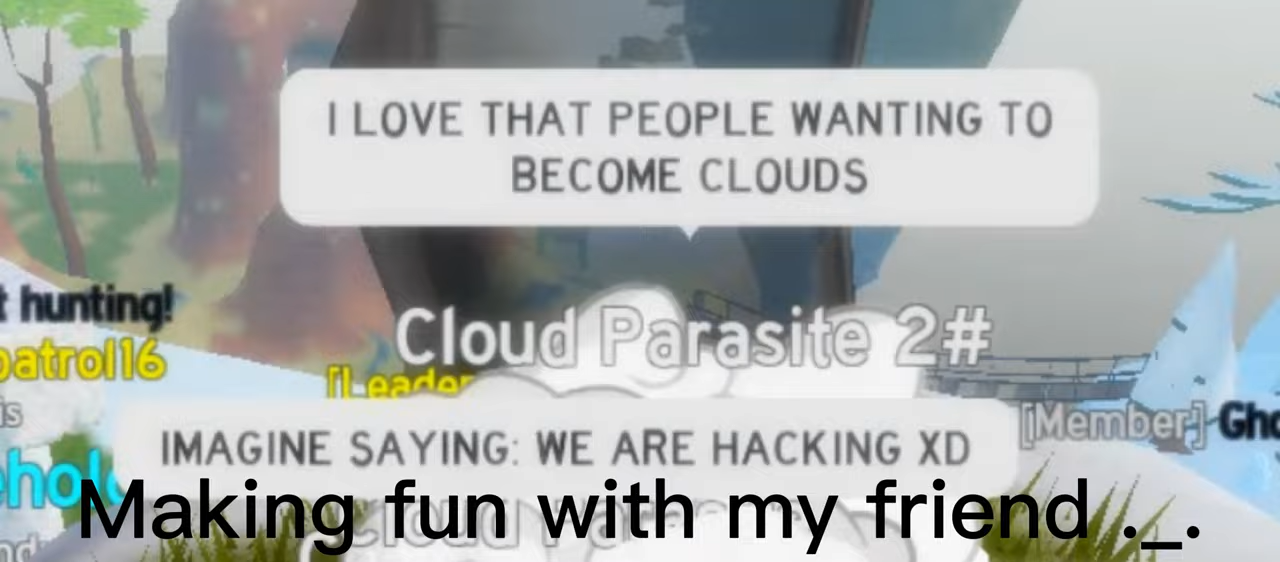 I LOVE THAT PEOPLE WANTING TO
BECOME CLOUDS
hunting!
Cloud Parasite 2#
patrol16
[Leader
[Member]
IMAGINE SAYING: WE ARE HACKING XD
Making fun with my friend ._.
Cloud